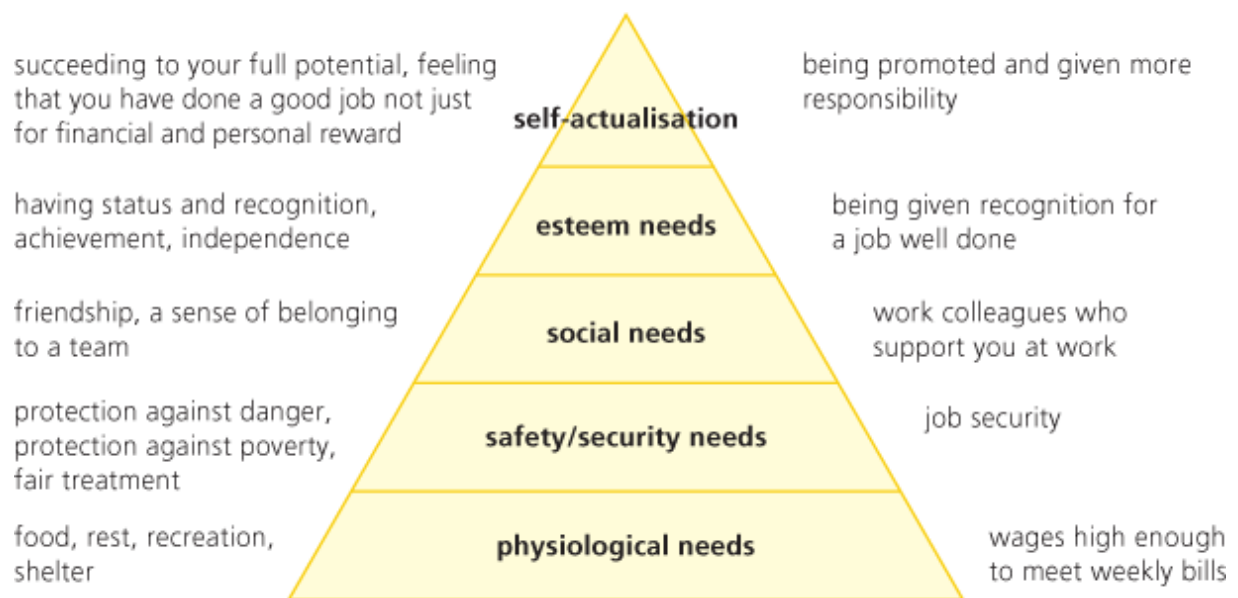 succeeding to your full potential, feeling
that you have done a good job not just
for financial and personal reward
self-actualisation
being promoted and given more
responsibility
having status and recognition,
achievement, independence
esteem needs
being given recognition for
a job well done
friendship, a sense of belonging
to a team
social needs
work colleagues who
support you at work
protection against danger,
protection against poverty,
fair treatment
safety/security needs
job security
food, rest, recreation,
shelter
physiological needs
wages high enough
to meet weekly bills